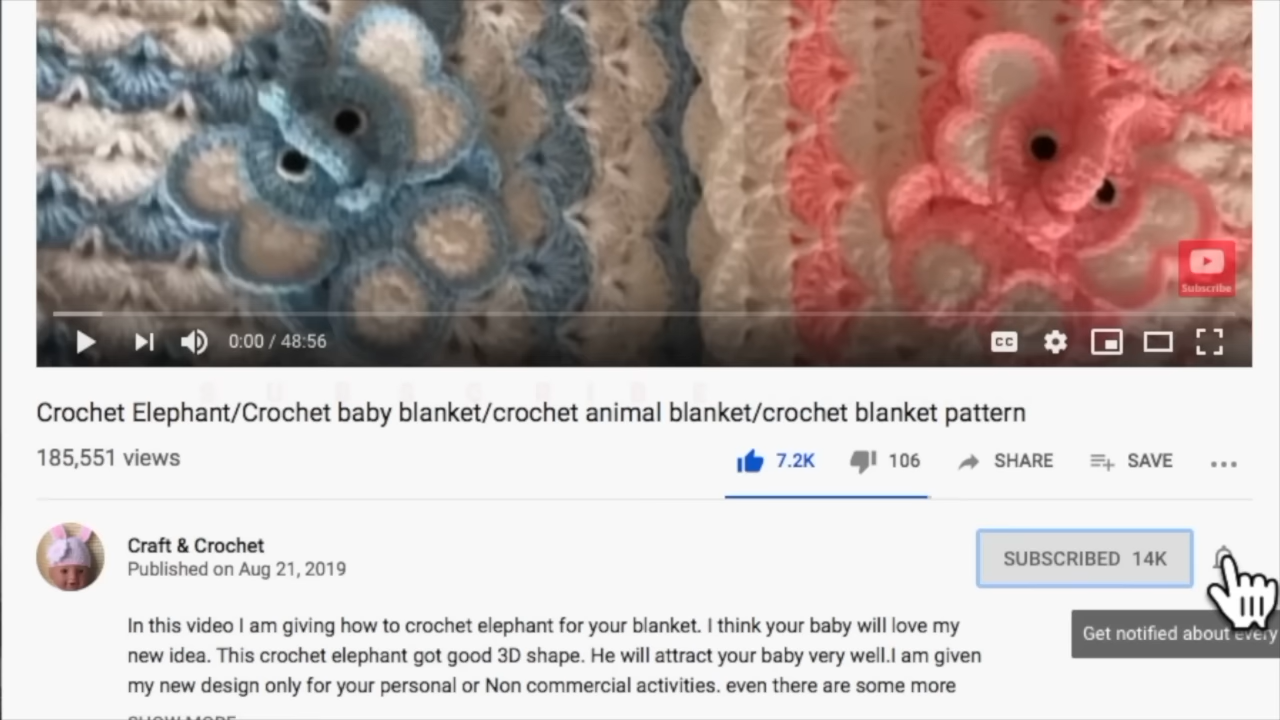 Subscribe
0:00 / 48:56
CC
SUBSCRIBE
Crochet Elephant/Crochet baby blanket/crochet animal blanket/crochet blanket pattern
185,551 views
7.2K
106
SHARE
SAVE
Craft & Crochet
Published on Aug 21, 2019
SUBSCRIBED 14K
Get notified about every
In this video I am giving how to crochet elephant for your blanket. I think your baby will love my
new idea. This crochet elephant got good 3D shape. He will attract your baby very well.I am given
my new design only for your personal or Non commercial activities. even there are some more
SHOW MORE